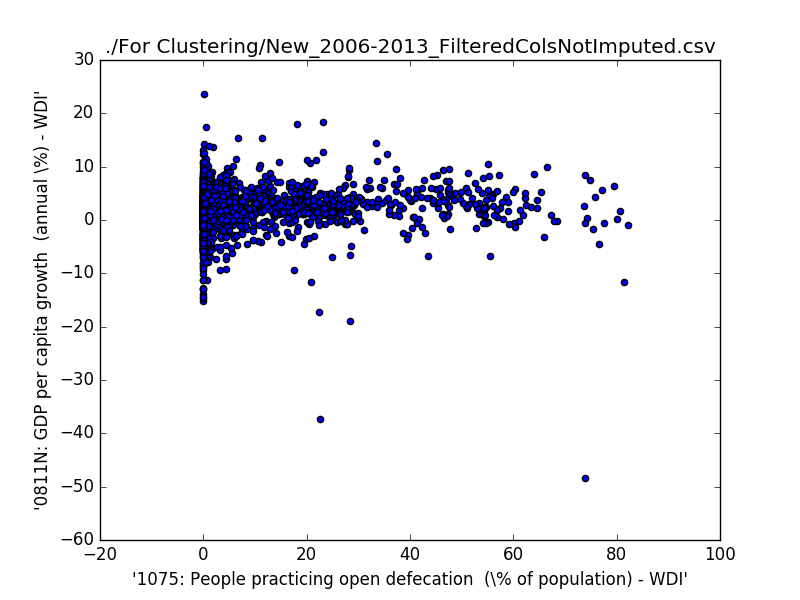 ./For Clustering/New_2006-2013_FilteredColsNotImputed.csv
30
20
10
0
−10
−20
−30
−40
−50
−60
'0811N: GDP per capita growth  (annual \%) - WDI'
−20 0 20 40 60 80 100
'1075: People practicing open defecation  (\% of population) - WDI'